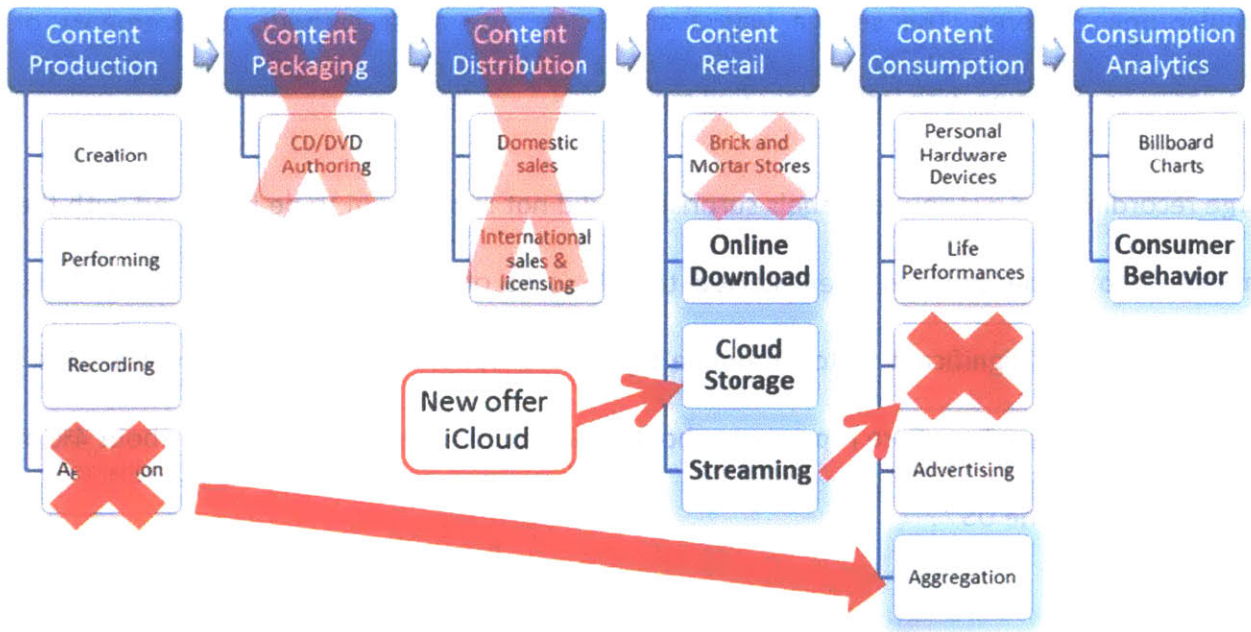 Content
Production
Content
Packaging
Content
Distribution
Content
Retail
Content
Consumption
Consumption
Analytics
Creation
Performing
Recording
CD/DVD
Authoring
Domestic
sales
International
sales &
licensing
Brick and
Mortar Stores
Online
Download
Cloud
Storage
Streaming
New offer
iCloud
Personal
Hardware
Devices
Life
Performances
Advertising
Aggregation
Billboard
Charts
Consumer
Behavior